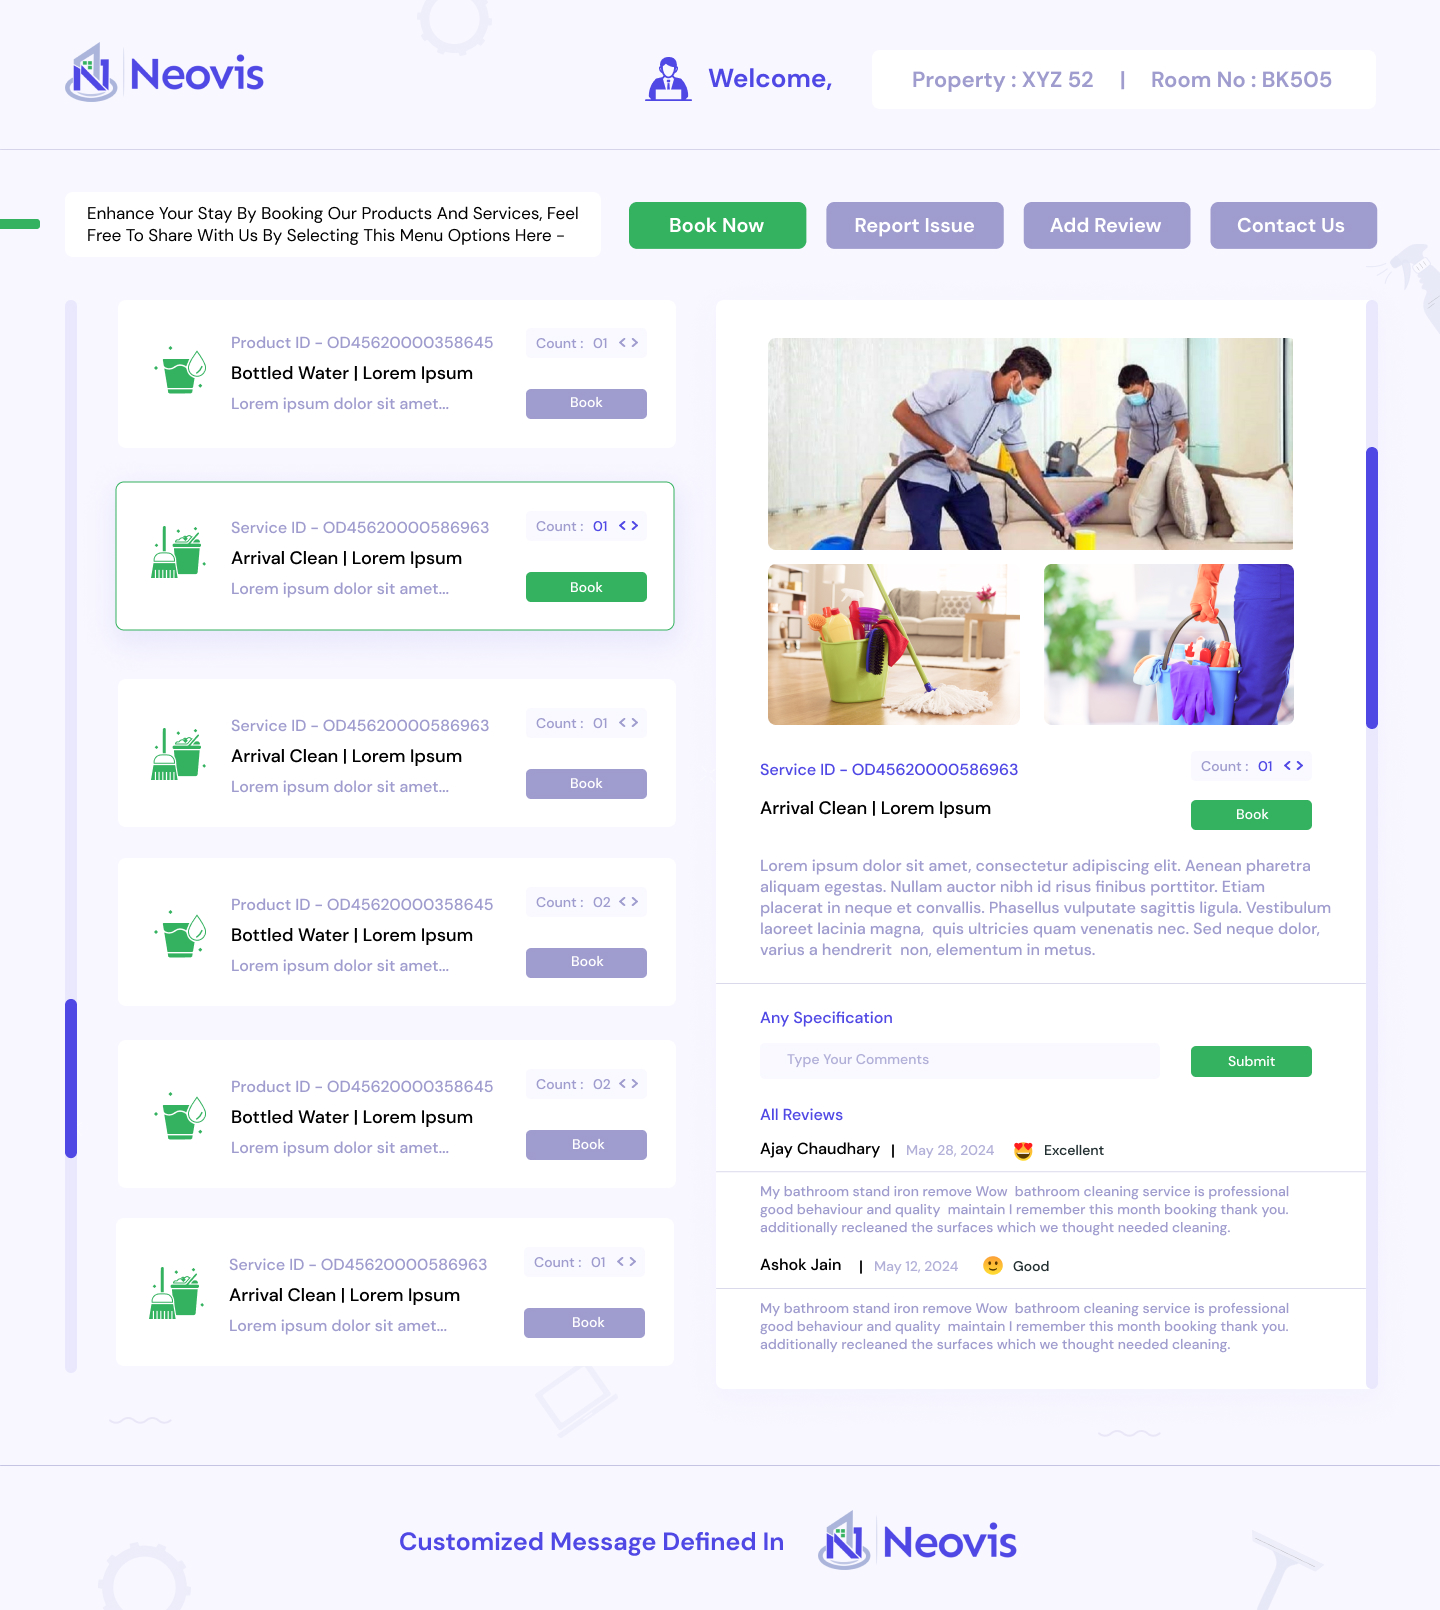 Neovis
Welcome,
Property : XYZ 52 | Room No : BK505
Enhance Your Stay By Booking Our Products And Services, Feel
Free To Share With Us By Selecting This Menu Options Here -
Book Now
Report Issue
Add Review
Contact Us
Product ID - OD45620000358645
Count : 01 < >
Bottled Water | Lorem Ipsum
Lorem ipsum dolor sit amet...
Book
Service ID - OD45620000586963
Count : 01 < >
Arrival Clean | Lorem Ipsum
Lorem ipsum dolor sit amet...
Book
Service ID - OD45620000586963
Count : 01 < >
Arrival Clean | Lorem Ipsum
Lorem ipsum dolor sit amet...
Book
Product ID - OD45620000358645
Count : 02 < >
Bottled Water | Lorem Ipsum
Lorem ipsum dolor sit amet...
Book
Product ID - OD45620000358645
Count : 02 < >
Bottled Water | Lorem Ipsum
Lorem ipsum dolor sit amet...
Book
Service ID - OD45620000586963
Count : 01 < >
Arrival Clean | Lorem Ipsum
Lorem ipsum dolor sit amet...
Book
Service ID - OD45620000586963
Count : 01 < >
Arrival Clean | Lorem Ipsum
Book
Lorem ipsum dolor sit amet, consectetur adipiscing elit. Aenean pharetra
aliquam egestas. Nullam auctor nibh id risus finibus porttitor. Etiam
placerat in neque et convallis. Phasellus vulputate sagittis ligula. Vestibulum
laoreet lacinia magna, quis ultricies quam venenatis nec. Sed neque dolor,
varius a hendrerit non, elementum in metus.
Any Specification
Type Your Comments
Submit
All Reviews
Ajay Chaudhary | May 28, 2024 😍 Excellent
My bathroom stand iron remove Wow bathroom cleaning service is professional
good behaviour and quality maintain I remember this month booking thank you.
additionally recleaned the surfaces which we thought needed cleaning.
Ashok Jain | May 12, 2024 🙂 Good
My bathroom stand iron remove Wow bathroom cleaning service is professional
good behaviour and quality maintain I remember this month booking thank you.
additionally recleaned the surfaces which we thought needed cleaning.
Customized Message Defined In
Neovis